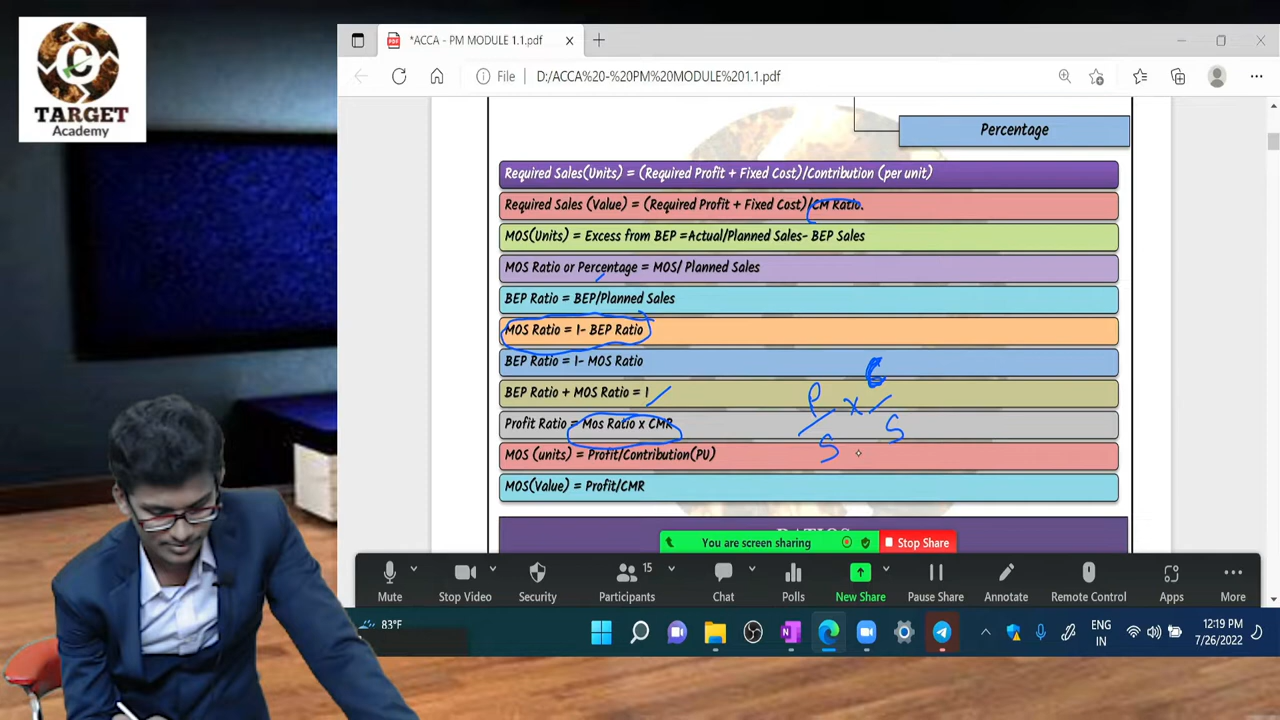 C
TARGET
Academy
*ACCA - PM MODULE 1.1.pdf
File
D:/ACCA%20-%20PM%20MODULE%201.1.pdf
Percentage
Required Sales(Units) = (Required Profit + Fixed Cost)/Contribution (per unit)
Required Sales (Value) = (Required Profit + Fixed Cost)/CM Ratio.
MOS(Units) = Excess from BEP =Actual/Planned Sales- BEP Sales
MOS Ratio or Percentage = MOS/ Planned Sales
BEP Ratio = BEP/Planned Sales
MOS Ratio = 1- BEP Ratio
BEP Ratio = 1- MOS Ratio
BEP Ratio + MOS Ratio = 1
Profit Ratio = Mos Ratio x CMR
P/S x C/S
MOS (units) = Profit/Contribution(PU)
MOS(Value) = Profit/CMR
RATIOS
You are screen sharing
Stop Share
15
Mute
Stop Video
Security
Participants
Chat
Polls
New Share
Pause Share
Annotate
Remote Control
Apps
More
83°F
ENG
IN
12:19 PM
7/26/2022